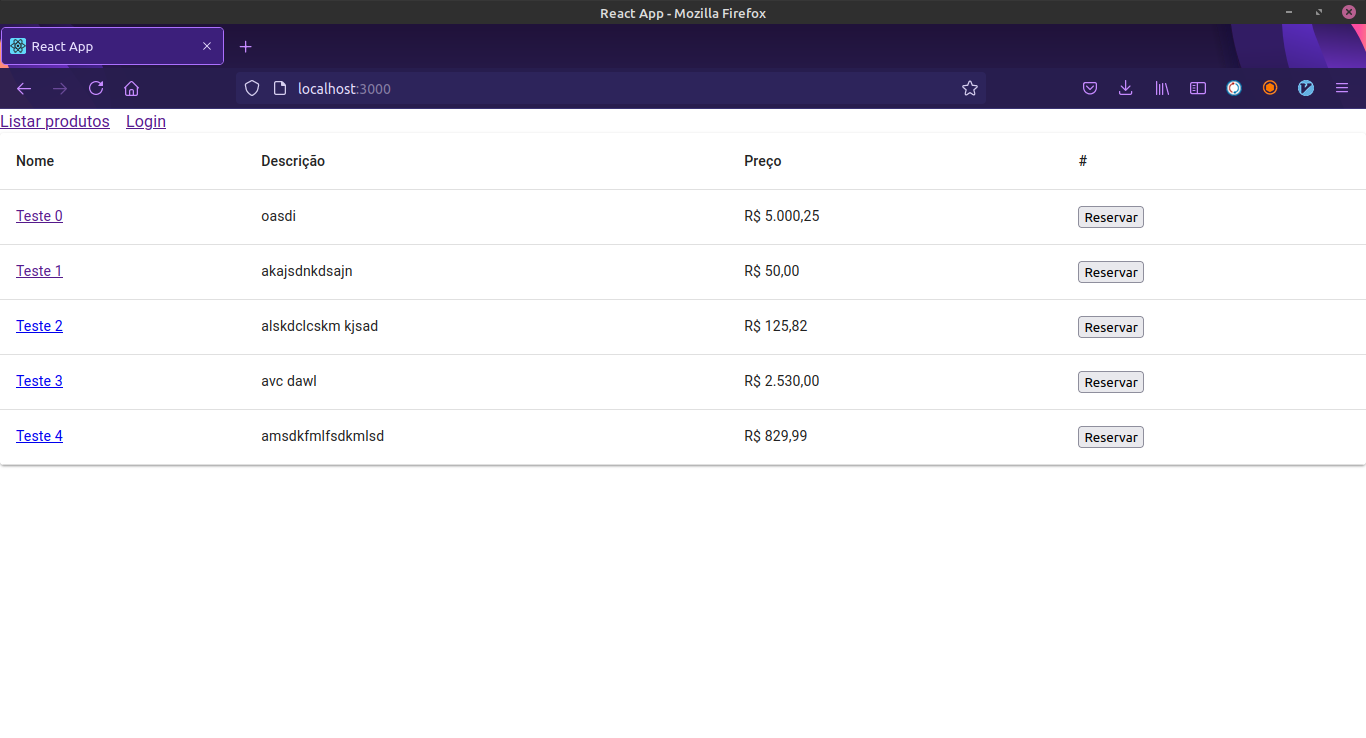 React App - Mozilla Firefox
React App
localhost:3000
Listar produtos Login
Nome Descrição Preço #
Teste 0 oasdi R$ 5.000,25 Reservar
Teste 1 akajsdnkdsajn R$ 50,00 Reservar
Teste 2 alskdclcskm kjsad R$ 125,82 Reservar
Teste 3 avc dawl R$ 2.530,00 Reservar
Teste 4 amsdkfmlfsdkmlsd R$ 829,99 Reservar